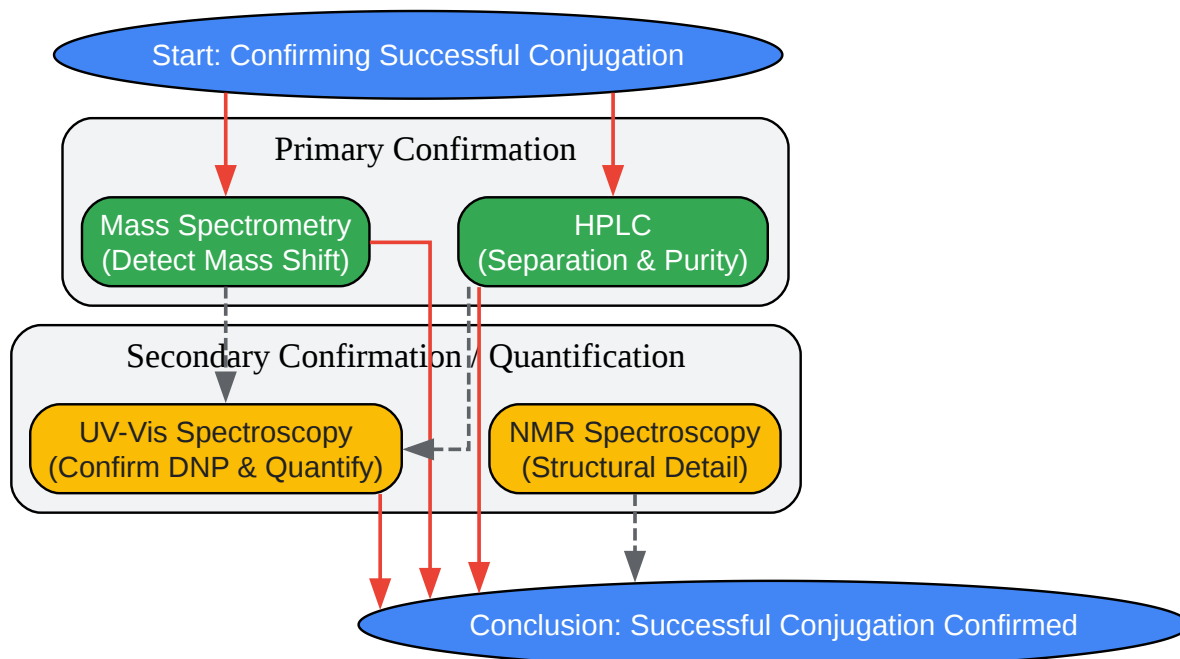 Start: Confirming Successful Conjugation
Primary Confirmation
Mass Spectrometry
(Detect Mass Shift)
HPLC
(Separation & Purity)
Secondary Confirmation / Quantification
UV-Vis Spectroscopy
(Confirm DNP & Quantify)
NMR Spectroscopy
(Structural Detail)
Conclusion: Successful Conjugation Confirmed